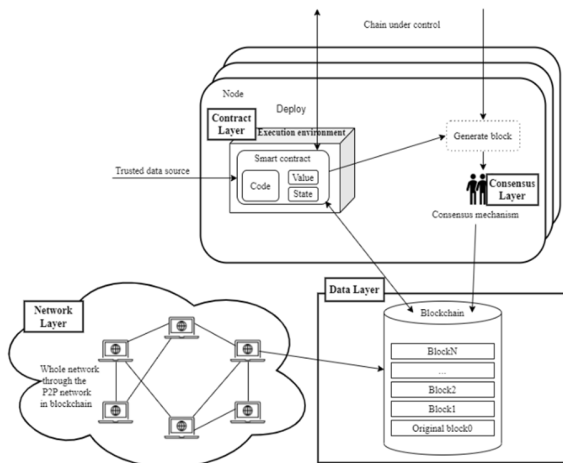 Chain under control
Node
Deploy
Contract
Layer
Execution environment
Generate block
Smart contract
Trusted data source
Code
Value
State
Consensus
Layer
Consensus mechanism
Network
Layer
Data Layer
Blockchain
Whole network
through the
P2P network
in blockchain
BlockN
...
Block2
Block1
Original block0